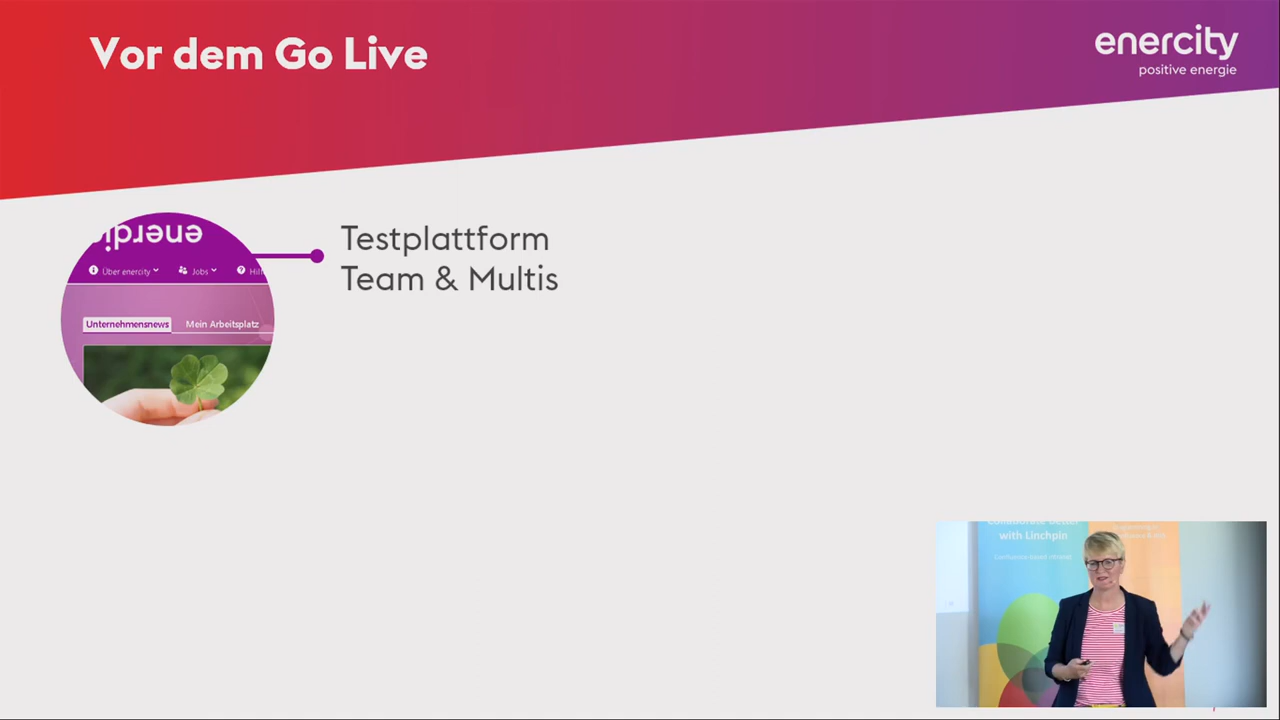 Vor dem Go Live
enercity
positive energie
Über enercity
Jobs
Testplattform
Team & Multis
Unternehmensnews
Mein Arbeitsplatz
with Linchpin